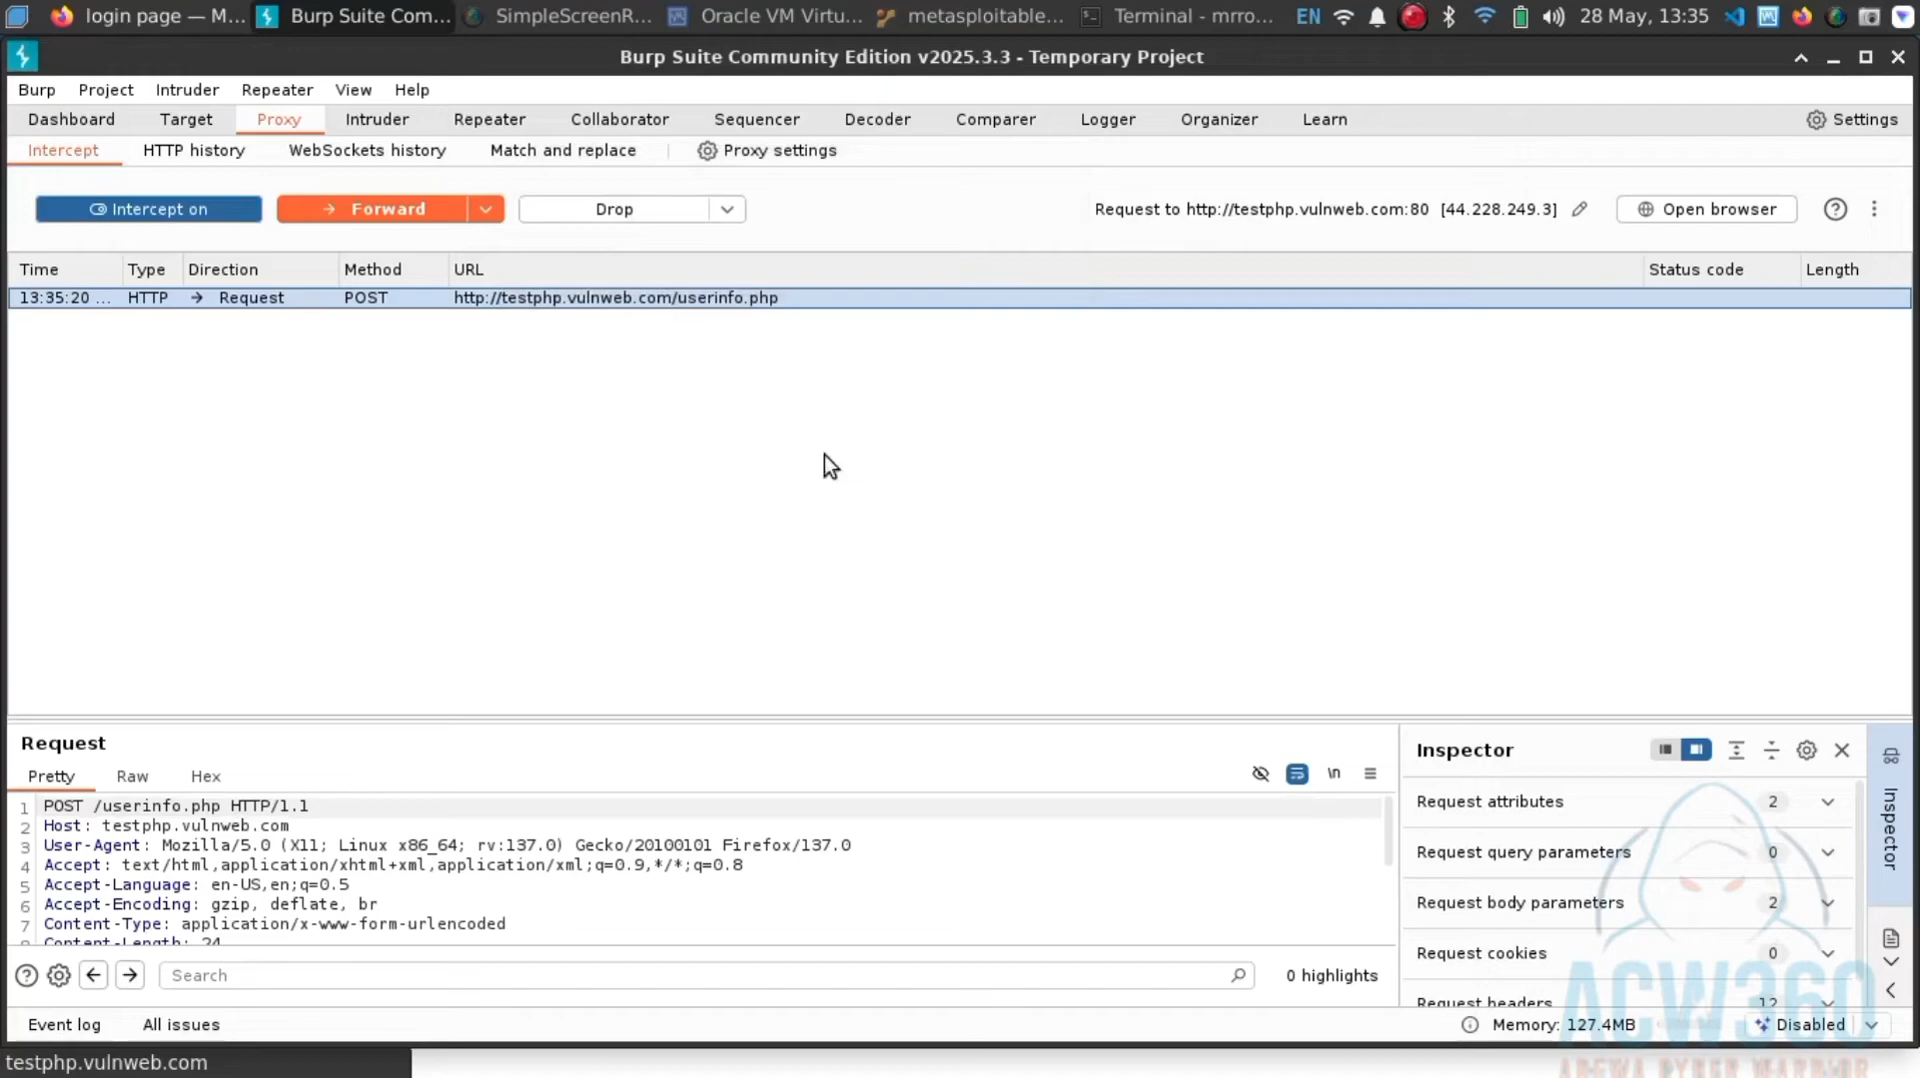 login page — M...
Burp Suite Com...
SimpleScreenR...
Oracle VM Virtu...
metasploitable...
Terminal - mrro...
EN
28 May, 13:35
Burp Suite Community Edition v2025.3.3 - Temporary Project
Burp Project Intruder Repeater View Help
Dashboard Target Proxy Intruder Repeater Collaborator Sequencer Decoder Comparer Logger Organizer Learn Settings
Intercept HTTP history WebSockets history Match and replace Proxy settings
Intercept on Forward Drop Request to http://testphp.vulnweb.com:80 [44.228.249.3] Open browser
Time Type Direction Method URL Status code Length
13:35:20 ... HTTP → Request POST http://testphp.vulnweb.com/userinfo.php
Request
Pretty Raw Hex \n
1 POST /userinfo.php HTTP/1.1
2 Host: testphp.vulnweb.com
3 User-Agent: Mozilla/5.0 (X11; Linux x86_64; rv:137.0) Gecko/20100101 Firefox/137.0
4 Accept: text/html,application/xhtml+xml,application/xml;q=0.9,*/*;q=0.8
5 Accept-Language: en-US,en;q=0.5
6 Accept-Encoding: gzip, deflate, br
7 Content-Type: application/x-www-form-urlencoded
Content-Length: 24
Search 0 highlights
Inspector
Request attributes 2
Request query parameters 0
Request body parameters 2
Request cookies 0
Request headers 12
Inspector
ACW360
Event log All issues Memory: 127.4MB Disabled
testphp.vulnweb.com